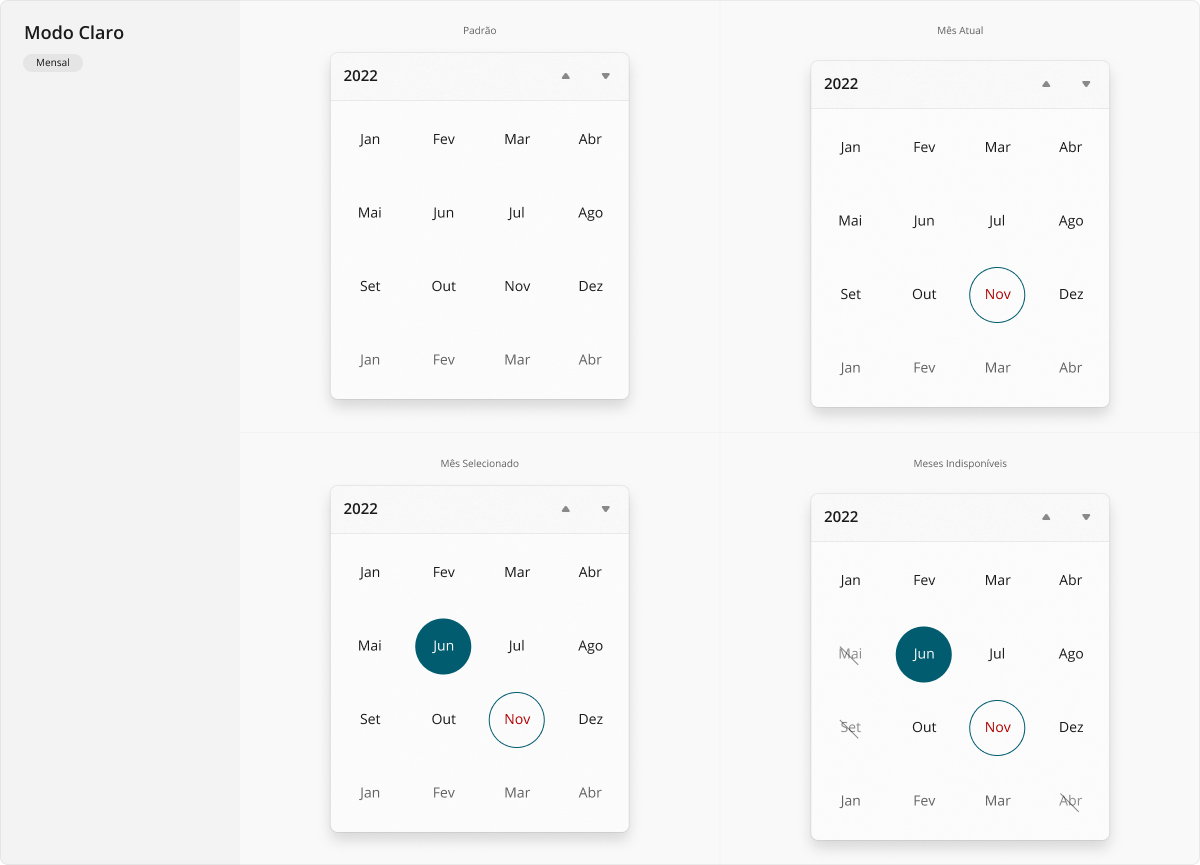 Modo Claro
Mensal
Padrão
2022
Jan Fev Mar Abr
Mai Jun Jul Ago
Set Out Nov Dez
Jan Fev Mar Abr
Mês Atual
2022
Jan Fev Mar Abr
Mai Jun Jul Ago
Set Out Nov Dez
Jan Fev Mar Abr
Mês Selecionado
2022
Jan Fev Mar Abr
Mai Jun Jul Ago
Set Out Nov Dez
Jan Fev Mar Abr
Meses Indisponíveis
2022
Jan Fev Mar Abr
Mai Jun Jul Ago
Set Out Nov Dez
Jan Fev Mar Abr